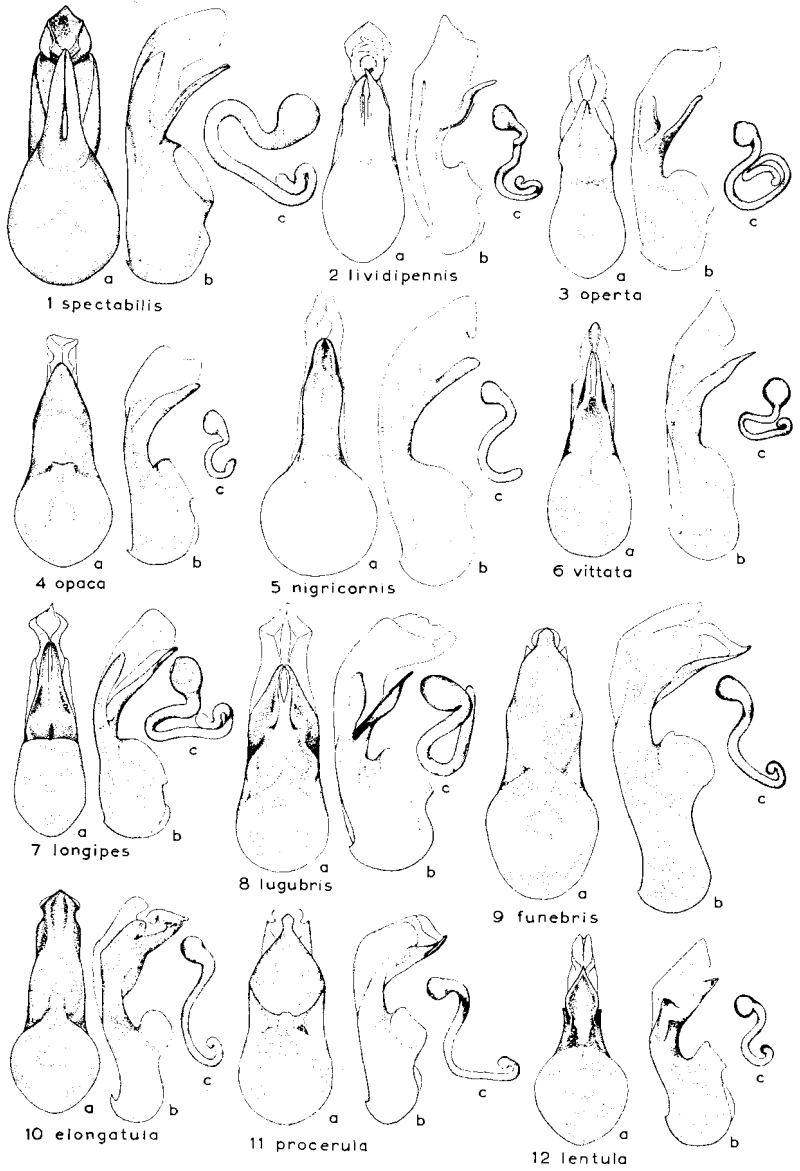 a b c
1 spectabilis
a b c
2 lividipennis
a b c
3 operta
a b c
4 opaca
a b c
5 nigricornis
a b c
6 vittata
a b c
7 longipes
a b c
8 lugubris
a b c
9 funebris
a b c
10 elongatula
a b c
11 procerula
a b c
12 lentula